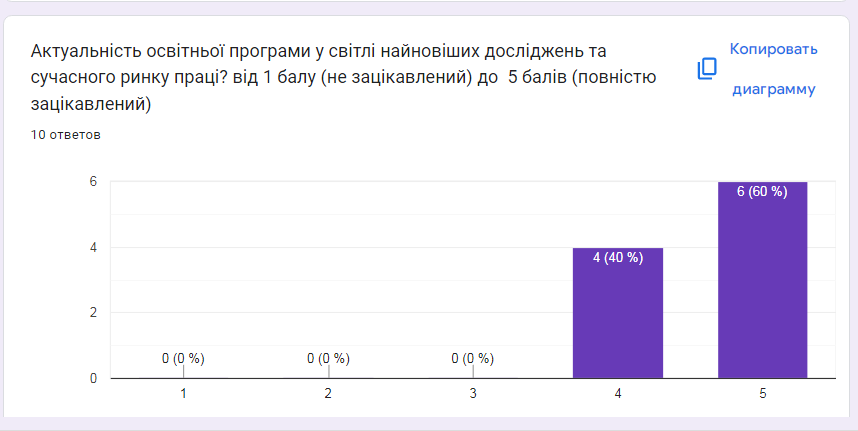 Актуальність освітньої програми у світлі найновіших досліджень та
сучасного ринку праці? від 1 балу (не зацікавлений) до 5 балів (повністю
зацікавлений)
Копировать
диаграмму
10 ответов
6
4
2
0
0 (0 %)
0 (0 %)
0 (0 %)
4 (40 %)
6 (60 %)
1
2
3
4
5